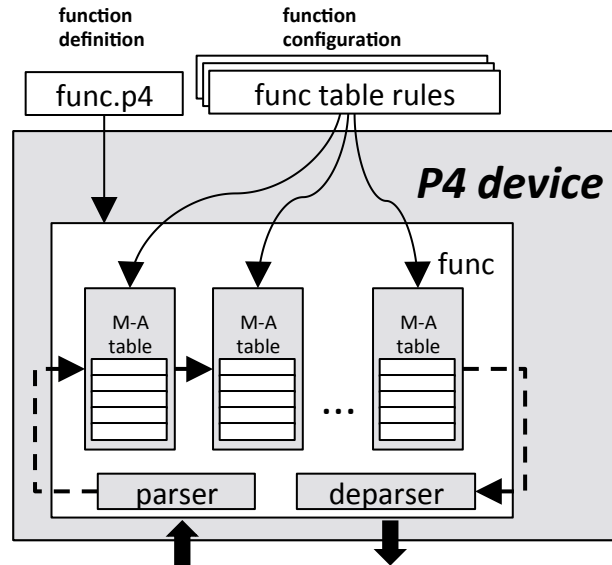 function
definition
function
configuration
func.p4
func table rules
P4 device
func
M-A
table
M-A
table
M-A
table
...
parser
deparser